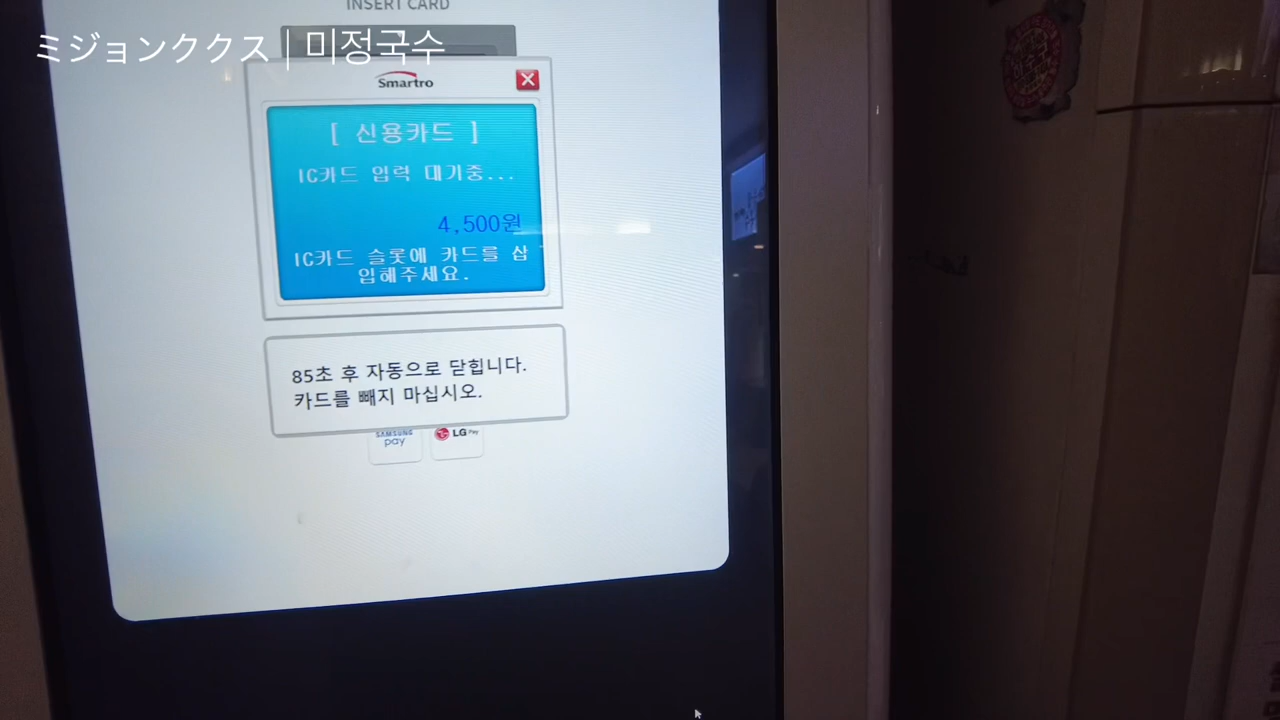 INSERT CARD
ミジョンククス | 미정국수
Smartro
[ 신용카드 ]
IC카드 입력 대기중...
4,500원
IC카드 슬롯에 카드를 삽
입해주세요.
85초 후 자동으로 닫힙니다.
카드를 빼지 마십시오.
SAMSUNG
pay
LG Pay